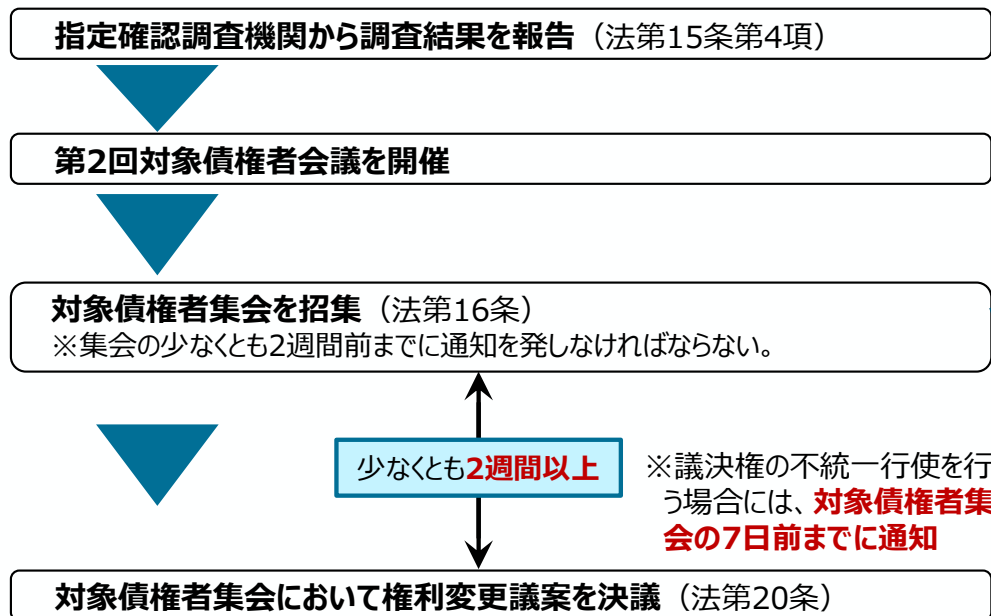 指定確認調査機関から調査結果を報告（法第15条第4項）
第2回対象債権者会議を開催
対象債権者集会を招集（法第16条）
※集会の少なくとも2週間前までに通知を発しなければならない。
少なくとも2週間以上
※議決権の不統一行使を行
う場合には、対象債権者集
会の7日前までに通知
対象債権者集会において権利変更議案を決議（法第20条）